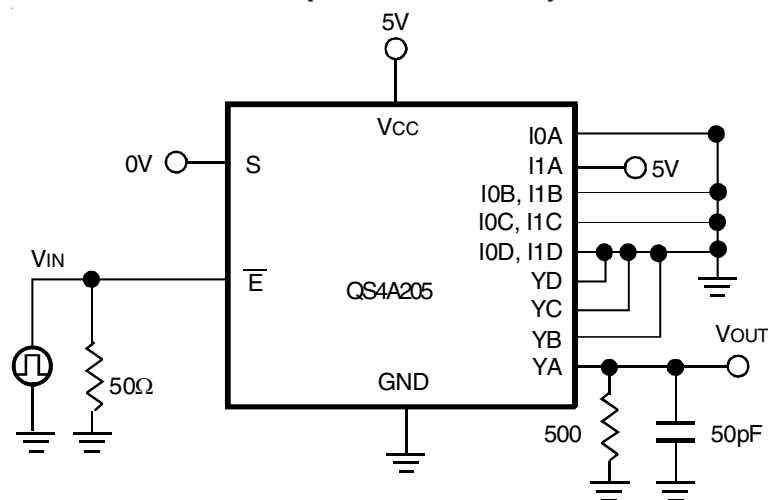 5V
VCC
0V
S
I0A
I1A
5V
I0B, I1B
I0C, I1C
I0D, I1D
VIN
E
QS4A205
YD
YC
YB
VOUT
YA
GND
50Ω
500
50pF